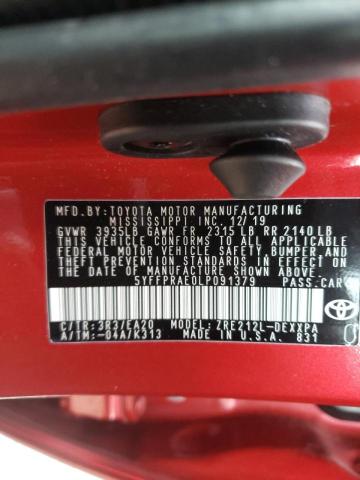 MFD.BY:TOYOTA MOTOR MANUFACTURING
MISSISSIPPI INC. 12/19
GVWR 3935LB GAWR FR 2315 LB RR 2140 LB
THIS VEHICLE CONFORMS TO ALL APPLICABLE
FEDERAL MOTOR VEHICLE SAFETY, BUMPER, AND
THEFT PREVENTION STANDARDS IN EFFECT ON
THE DATE OF MANUFACTURE SHOWN ABOVE.
5YFFPRAE0LP091379 PASS.CAR
C/TR:3R3/EA20 MODEL:ZRE212L-DEXXPA
A/TM:-04A/K313 MADE IN U.S.A. 831
TOYOTA